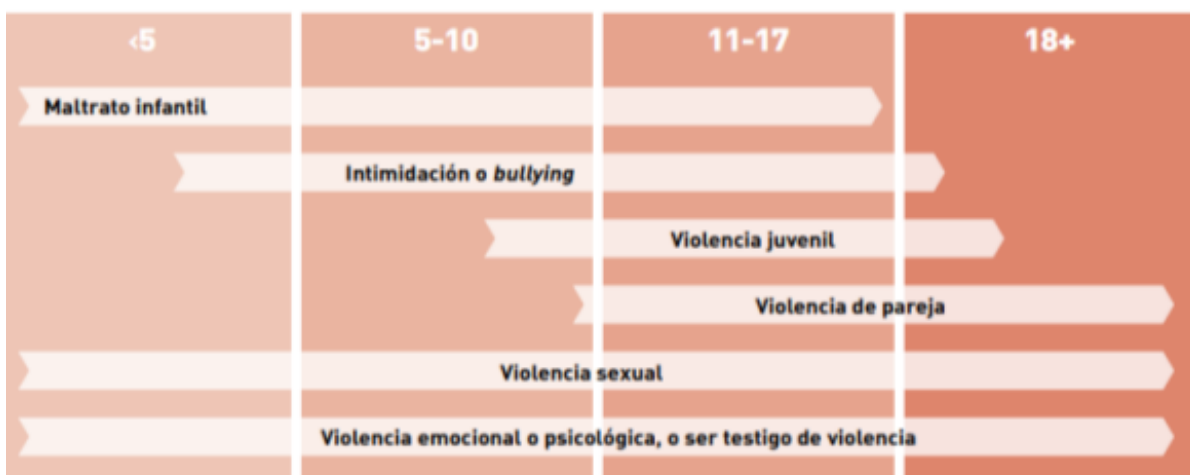 <5 5-10 11-17 18+
Maltrato infantil
Intimidación o bullying
Violencia juvenil
Violencia de pareja
Violencia sexual
Violencia emocional o psicológica, o ser testigo de violencia